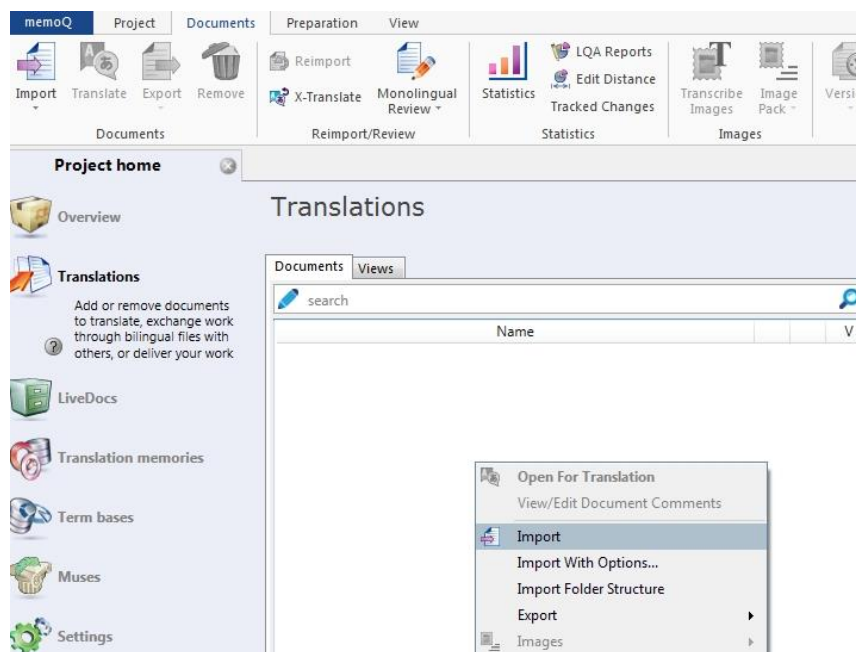 memoQ Project Documents Preparation View
Import Translate Export Remove
Reimport
X-Translate
Monolingual
Review
Statistics
LQA Reports
Edit Distance
Tracked Changes
Transcribe
Images
Image
Pack
Documents Reimport/Review Statistics Images
Project home
Overview
Translations
Add or remove documents
to translate, exchange work
through bilingual files with
others, or deliver your work
?
LiveDocs
Translation memories
Term bases
Muses
Settings
Translations
Documents Views
search
Name V
Open For Translation
View/Edit Document Comments
Import
Import With Options...
Import Folder Structure
Export
Images